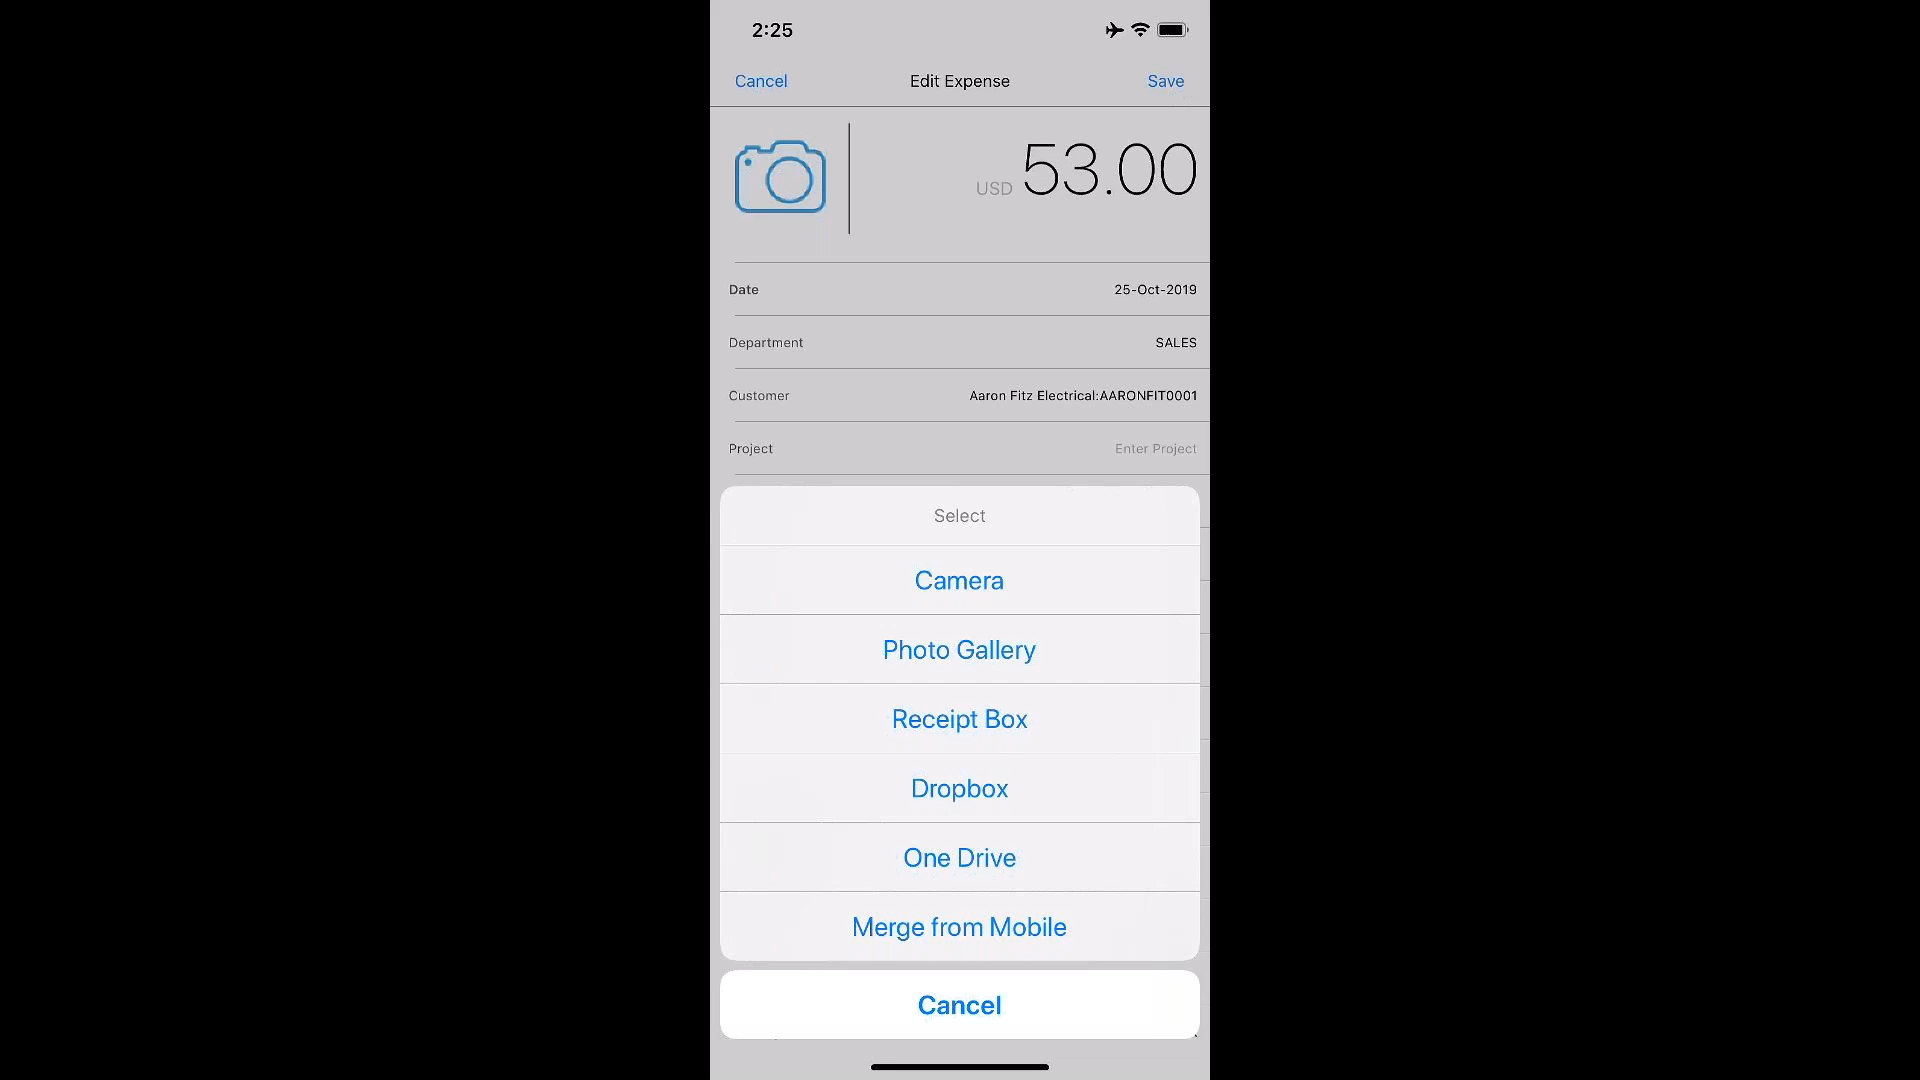 2:25
Cancel Edit Expense Save
USD 53.00
Date 25-Oct-2019
Department SALES
Customer Aaron Fitz Electrical:AARONFIT0001
Project Enter Project
Select
Camera
Photo Gallery
Receipt Box
Dropbox
One Drive
Merge from Mobile
Cancel